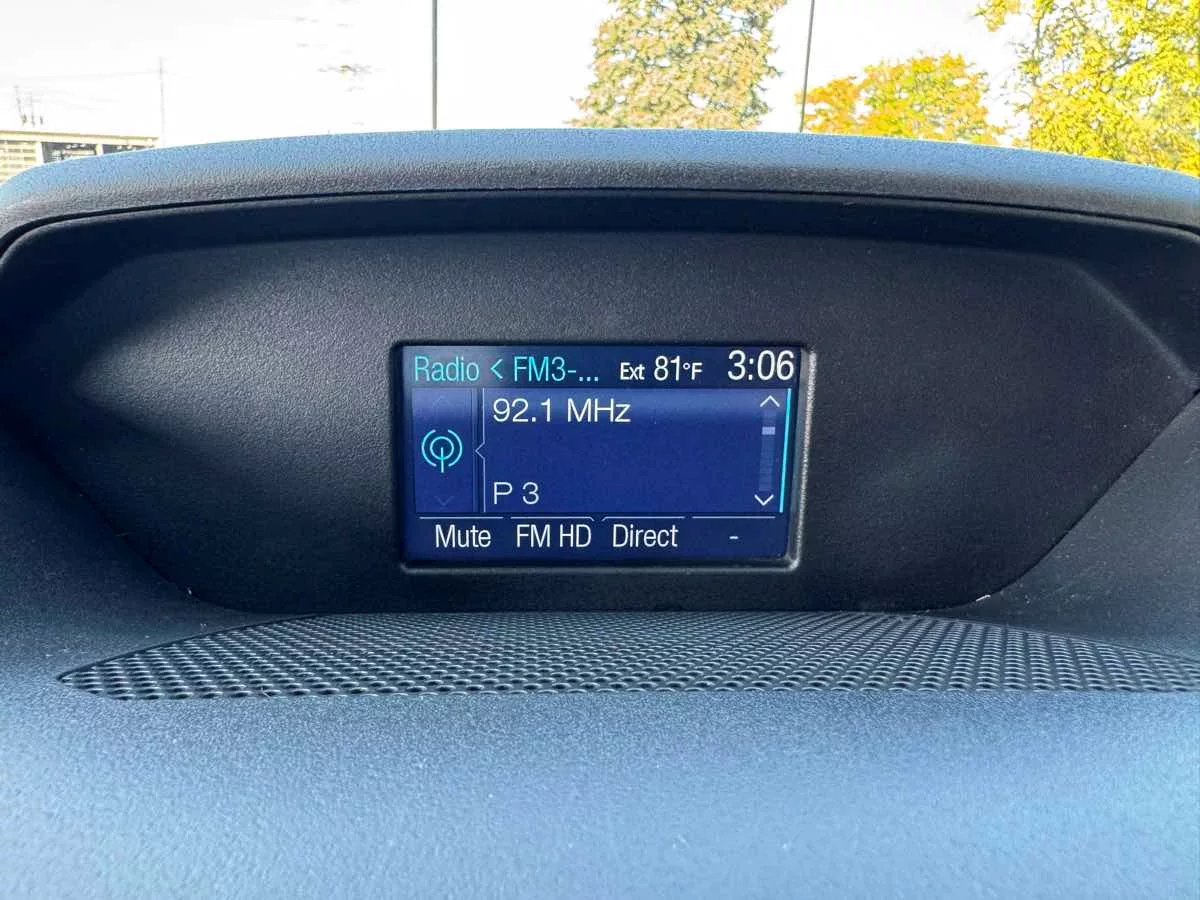 Radio < FM3-... Ext 81°F 3:06
92.1 MHz
P 3
Mute FM HD Direct -